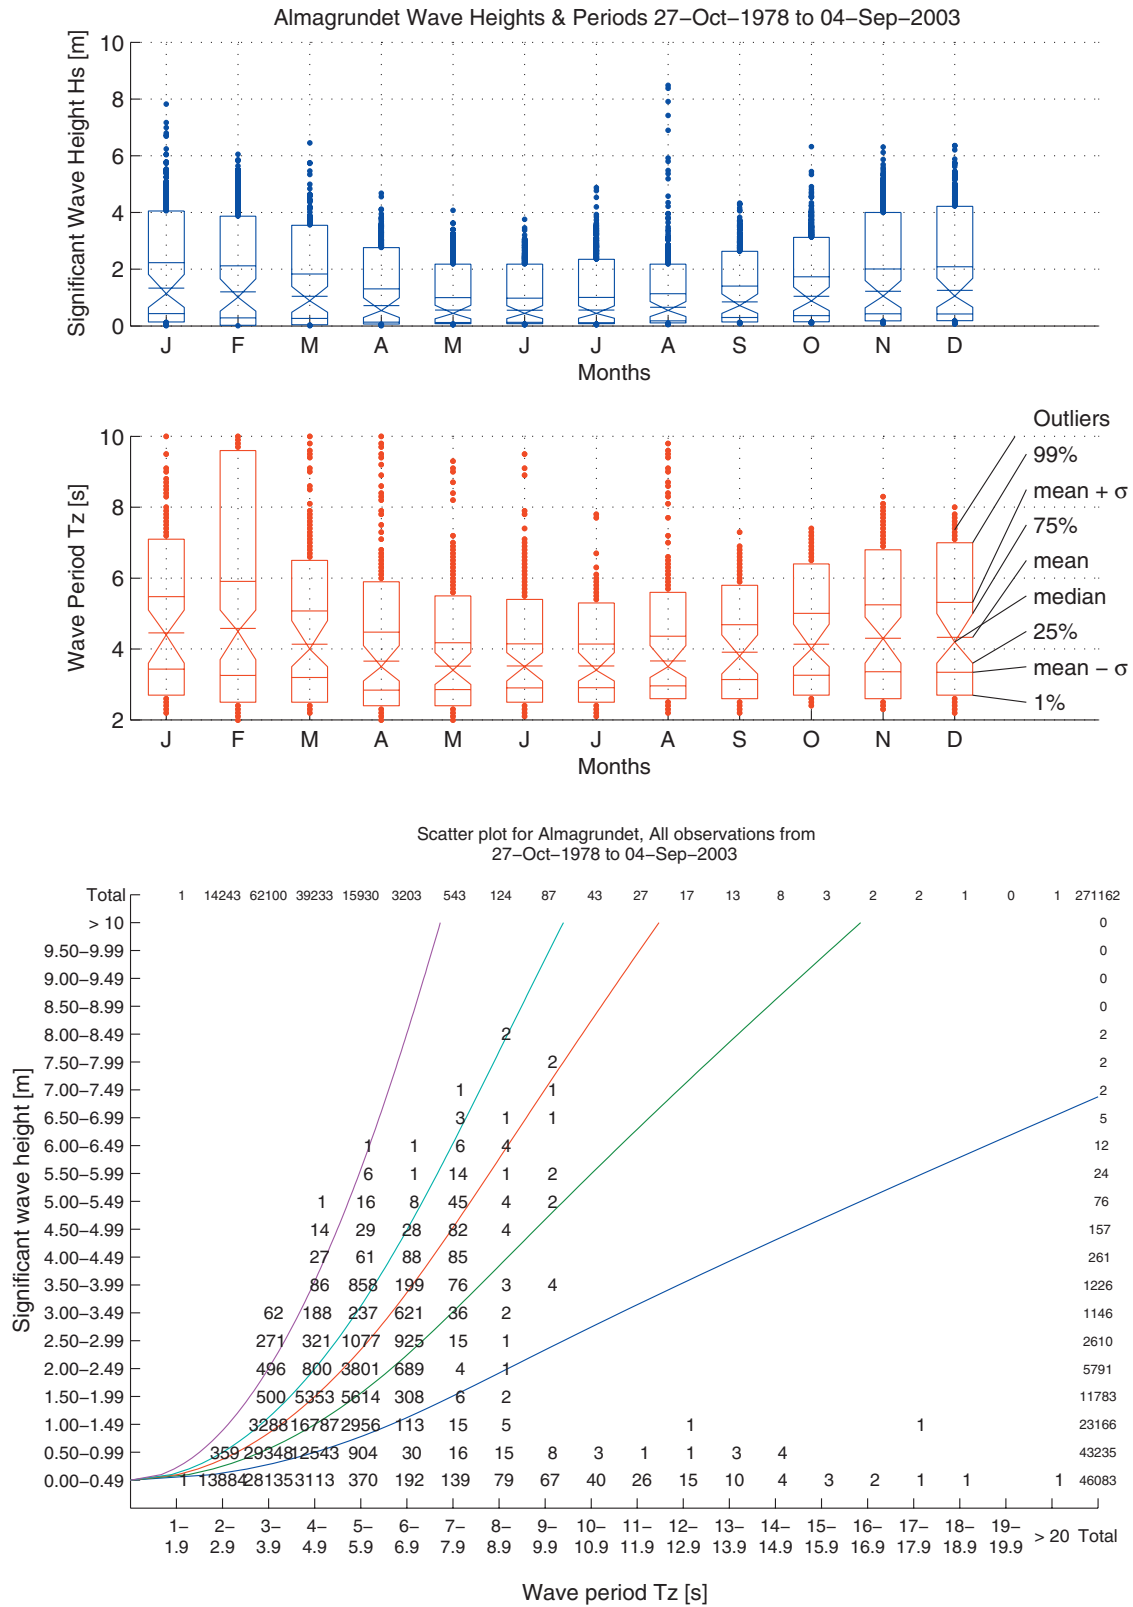 Almagrundet Wave Heights & Periods 27–Oct–1978 to 04–Sep–2003
Significant Wave Height Hs [m]
10
8
6
4
2
0
J F M A M J J A S O N D
Months
Wave Period Tz [s]
10
8
6
4
2
J F M A M J J A S O N D
Months
Outliers
99%
mean + σ
75%
mean
median
25%
mean – σ
1%
Scatter plot for Almagrundet, All observations from
27–Oct–1978 to 04–Sep–2003
Significant wave height [m]
Total 1 14243 62100 39233 15930 3203 543 124 87 43 27 17 13 8 3 2 2 1 0 1 271162
> 10 0
9.50–9.99 0
9.00–9.49 0
8.50–8.99 0
8.00–8.49 2 2
7.50–7.99 2 2
7.00–7.49 1 1 2
6.50–6.99 3 1 1 5
6.00–6.49 1 1 6 4 12
5.50–5.99 6 1 14 1 2 24
5.00–5.49 1 16 8 45 4 2 76
4.50–4.99 14 29 28 82 4 157
4.00–4.49 27 61 88 85 261
3.50–3.99 86 858 199 76 3 4 1226
3.00–3.49 62 188 237 621 36 2 1146
2.50–2.99 271 321 1077 925 15 1 2610
2.00–2.49 496 800 3801 689 4 1 5791
1.50–1.99 500 5353 5614 308 6 2 11783
1.00–1.49 3288 16787 2956 113 15 5 1 1 23166
0.50–0.99 359 29348 12543 904 30 16 15 8 3 1 1 3 4 43235
0.00–0.49 1 13884 28135 3113 370 192 139 79 67 40 26 15 10 4 3 2 1 1 1 46083
1– 2– 3– 4– 5– 6– 7– 8– 9– 10– 11– 12– 13– 14– 15– 16– 17– 18– 19–
1.9 2.9 3.9 4.9 5.9 6.9 7.9 8.9 9.9 10.9 11.9 12.9 13.9 14.9 15.9 16.9 17.9 18.9 19.9 > 20 Total
Wave period Tz [s]